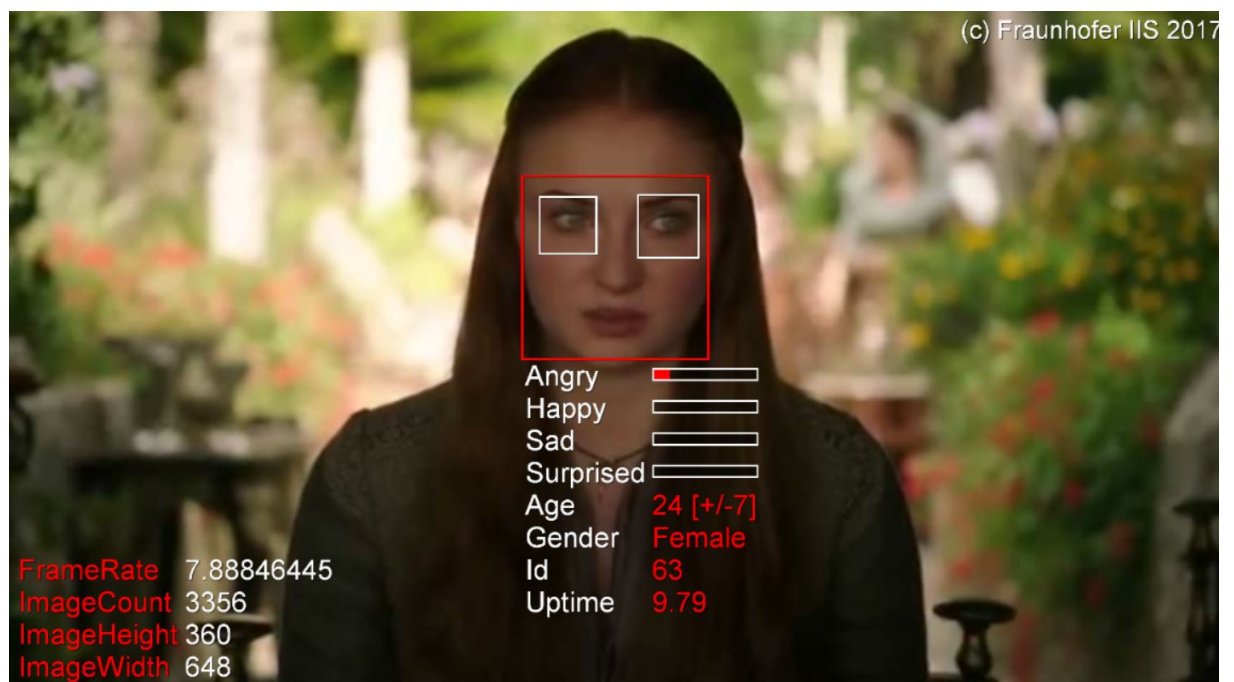 (c) Fraunhofer IIS 2017
Angry
Happy
Sad
Surprised
Age 24 [+/-7]
Gender Female
Id 63
Uptime 9.79
FrameRate 7.88846445
ImageCount 3356
ImageHeight 360
ImageWidth 648